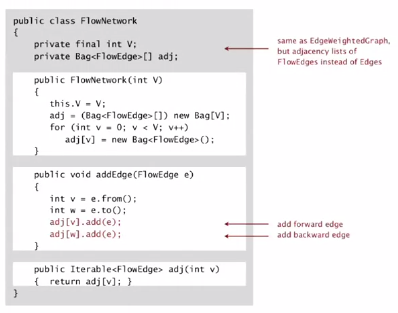 public class FlowNetwork
{
private final int V;
private Bag<FlowEdge>[] adj;
same as EdgeWeightedGraph,
but adjacency lists of
FlowEdges instead of Edges
public FlowNetwork(int V)
{
this.V = V;
adj = (Bag<FlowEdge>[]) new Bag[V];
for (int v = 0; v < V; v++)
adj[v] = new Bag<FlowEdge>();
}
public void addEdge(FlowEdge e)
{
int v = e.from();
int w = e.to();
adj[v].add(e);
add forward edge
adj[w].add(e);
add backward edge
}
public Iterable<FlowEdge> adj(int v)
{ return adj[v]; }
}